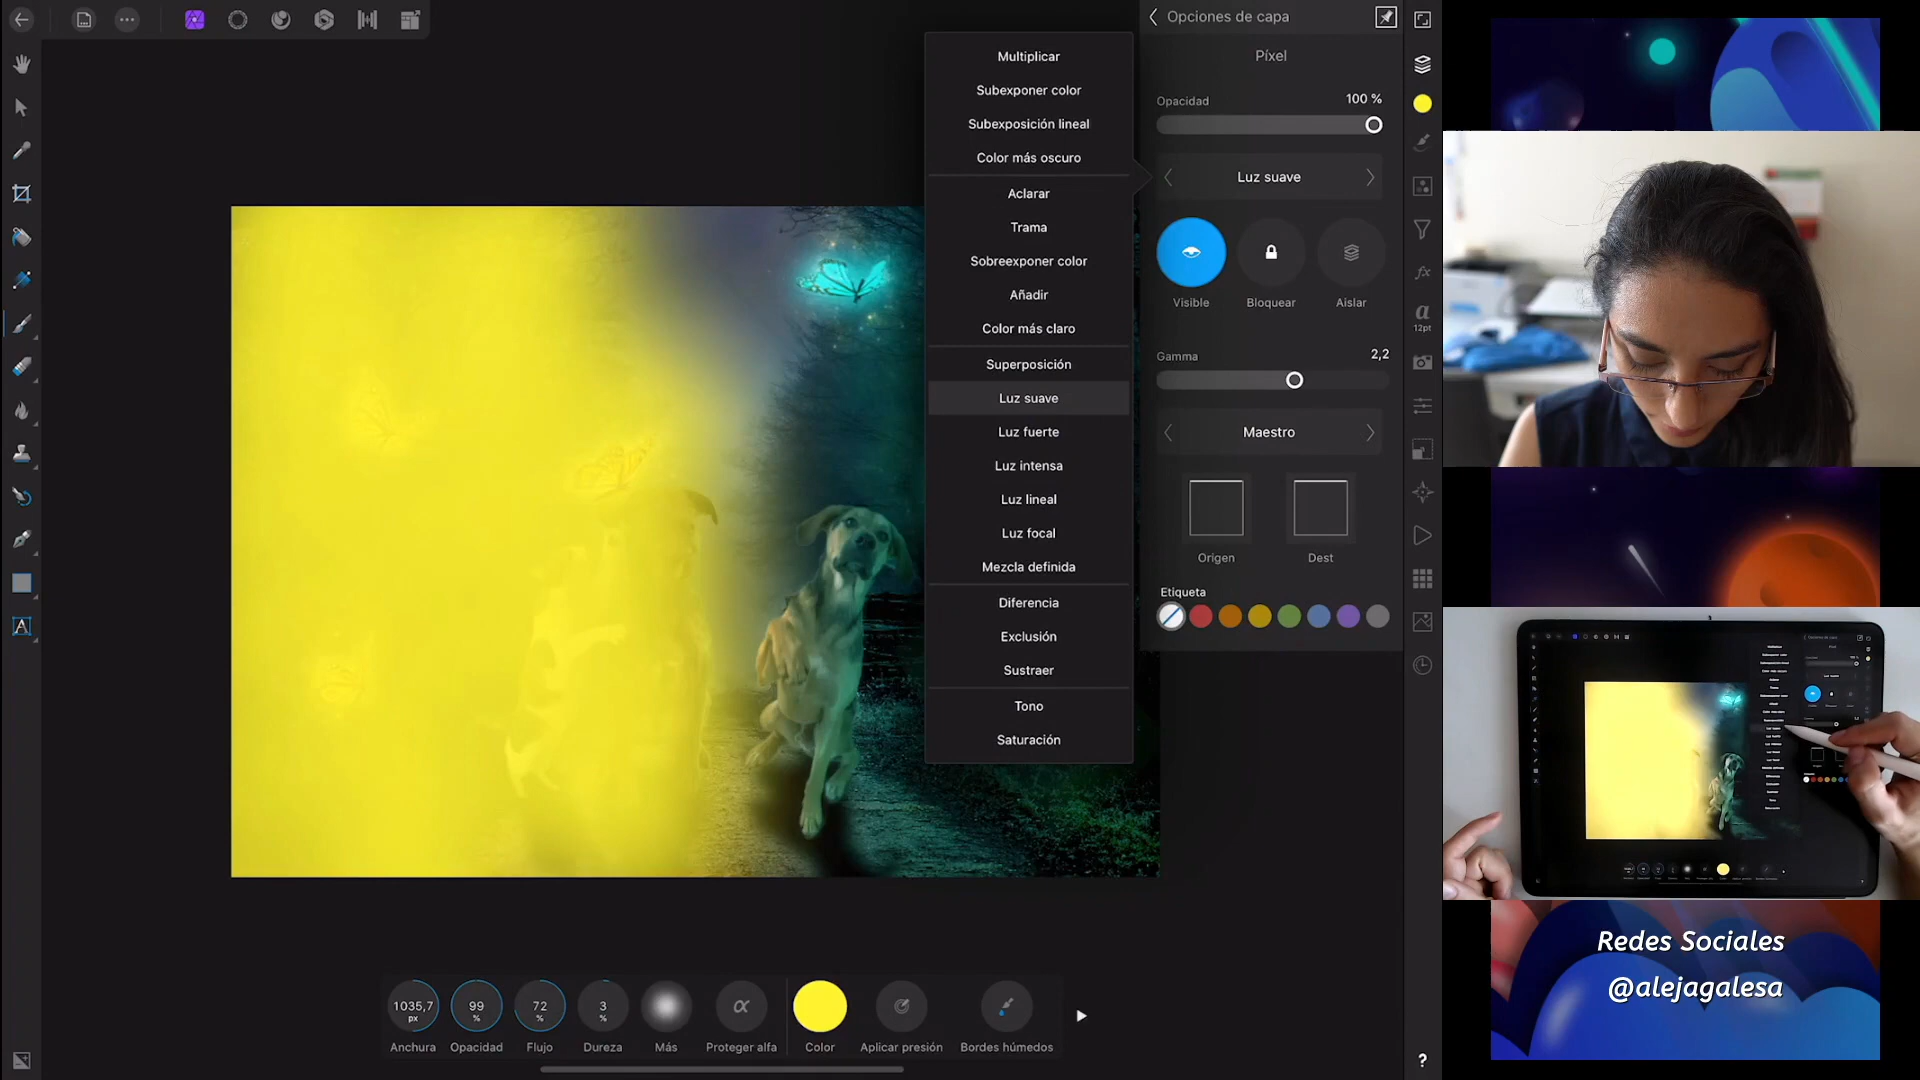 Opciones de capa
Píxel
Opacidad
100 %
Luz suave
Visible
Bloquear
Aislar
Gamma
2,2
Maestro
Origen
Dest
Etiqueta
Multiplicar
Subexponer color
Subexposición lineal
Color más oscuro
Aclarar
Trama
Sobreexponer color
Añadir
Color más claro
Superposición
Luz suave
Luz fuerte
Luz intensa
Luz lineal
Luz focal
Mezcla definida
Diferencia
Exclusión
Sustraer
Tono
Saturación
fx
a
12pt
A
?
1035,7
px
99
%
72
%
3
%
α
Anchura
Opacidad
Flujo
Dureza
Más
Proteger alfa
Color
Aplicar presión
Bordes húmedos
Redes Sociales
@alejagalesa